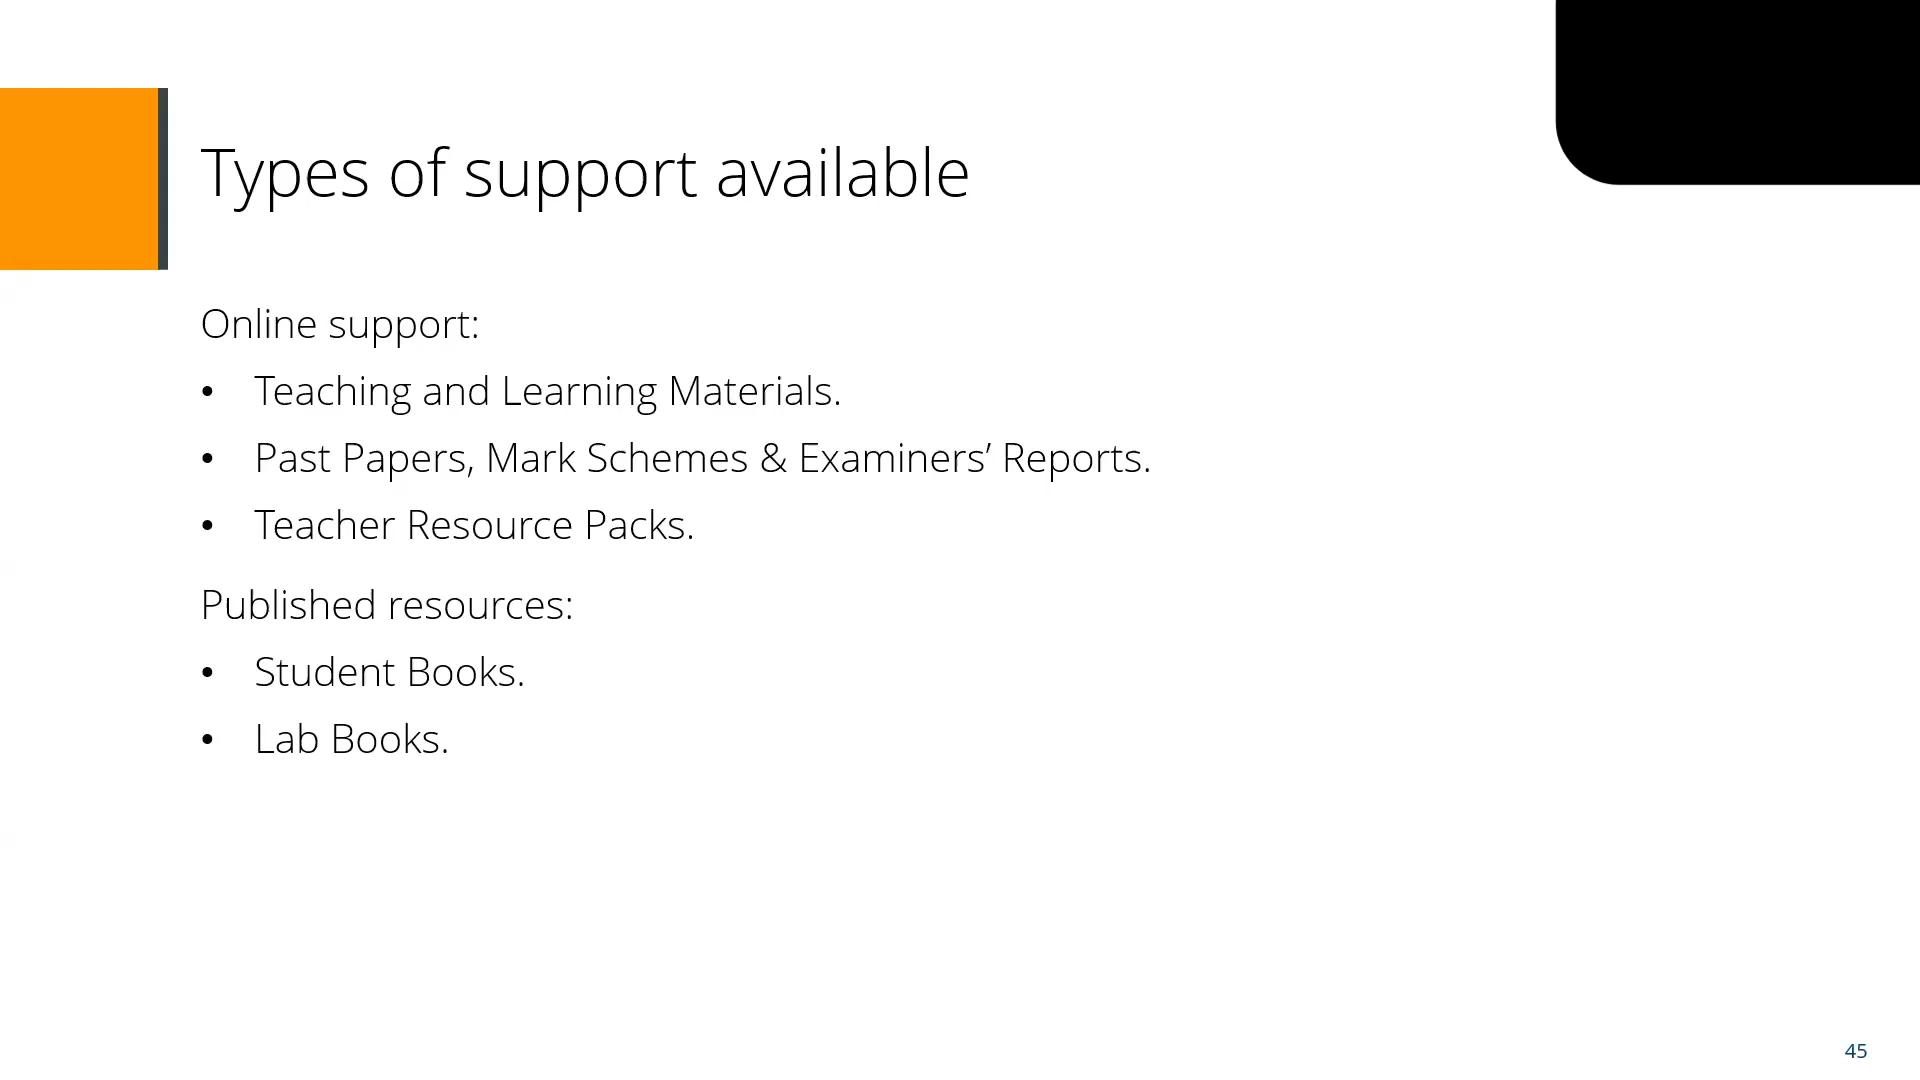 Types of support available
Online support:
• Teaching and Learning Materials.
• Past Papers, Mark Schemes & Examiners’ Reports.
• Teacher Resource Packs.
Published resources:
• Student Books.
• Lab Books.
45